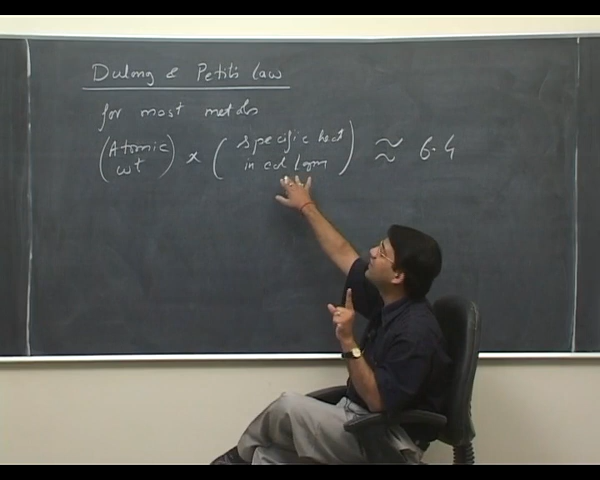 Dulong & Petit's Law
for most metals
(Atomic wt) x (specific heat in cal/gm) ≈ 6.4